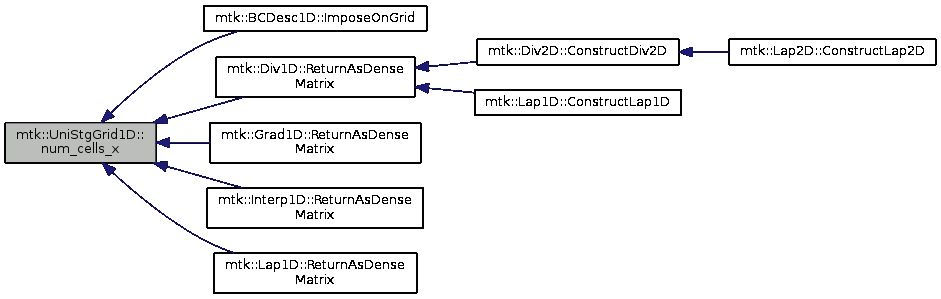 mtk::BCDesc1D::ImposeOnGrid
mtk::Div1D::ReturnAsDense
Matrix
mtk::Div2D::ConstructDiv2D
mtk::Lap2D::ConstructLap2D
mtk::Lap1D::ConstructLap1D
mtk::UniStgGrid1D::
num_cells_x
mtk::Grad1D::ReturnAsDense
Matrix
mtk::Interp1D::ReturnAsDense
Matrix
mtk::Lap1D::ReturnAsDense
Matrix